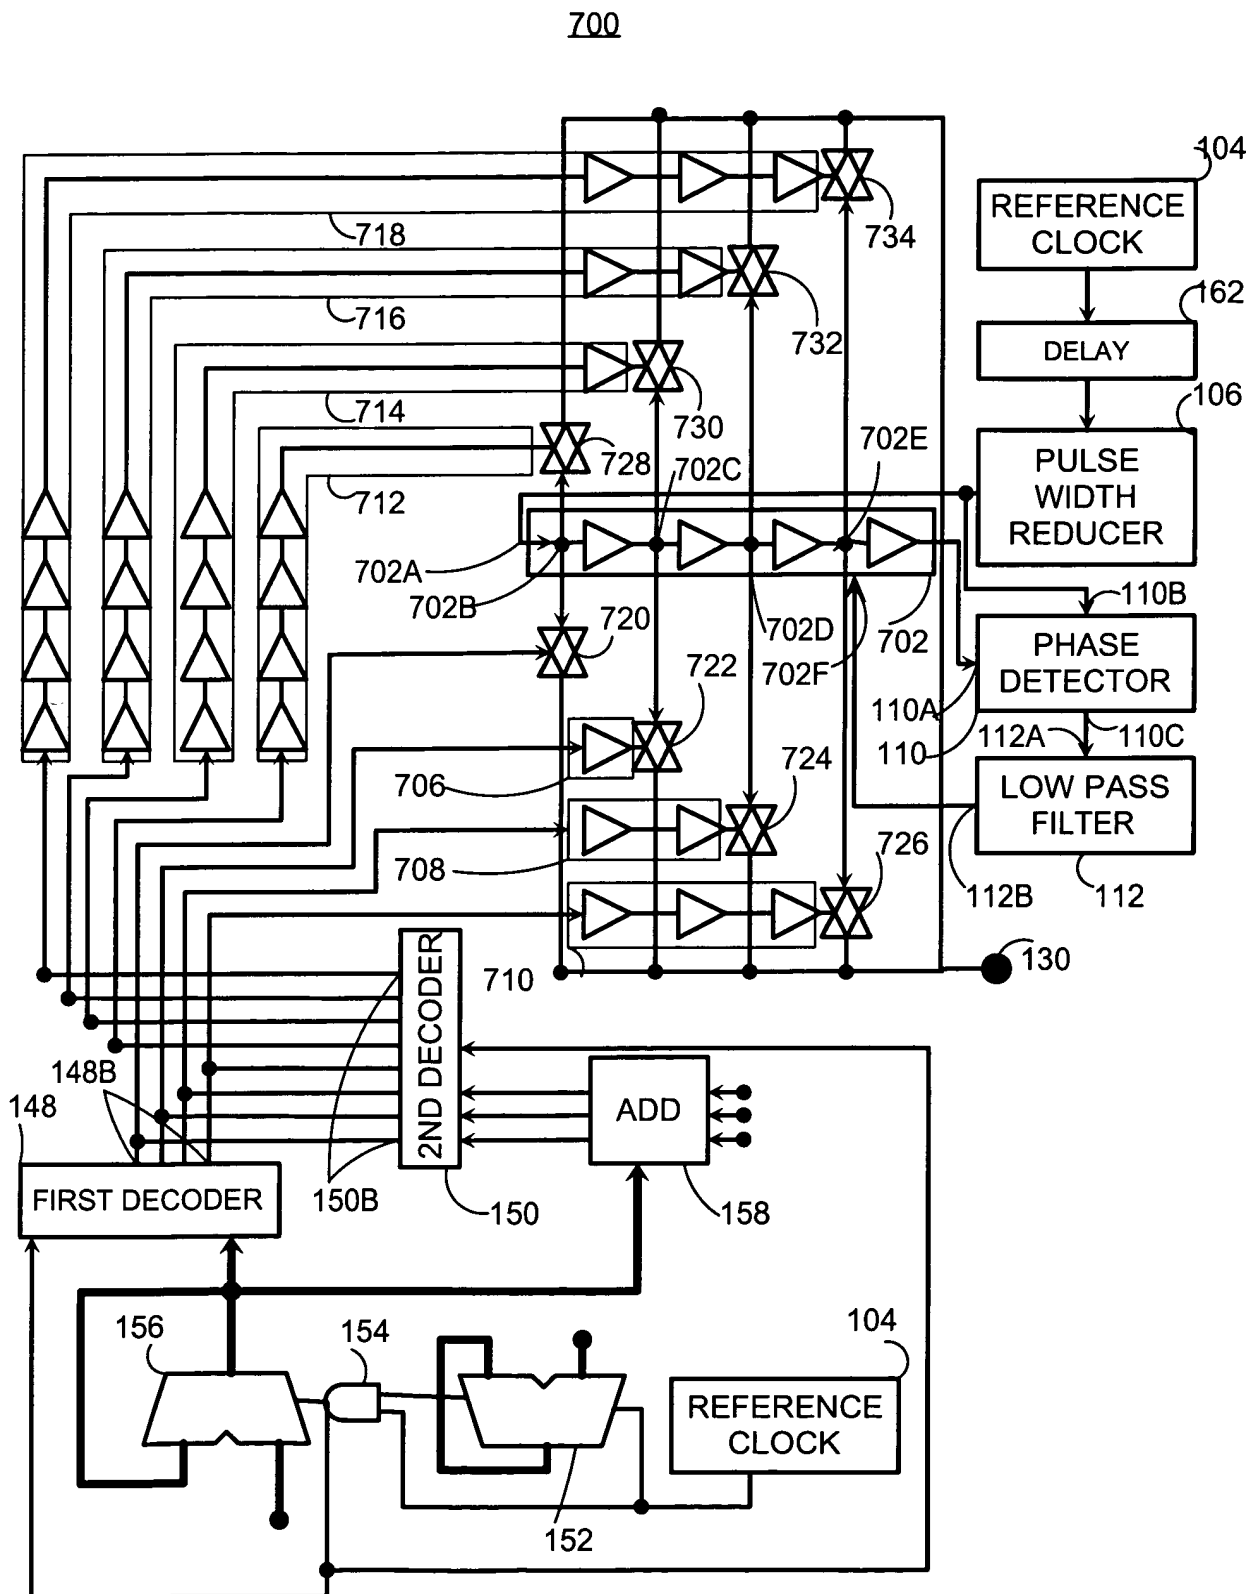 700
104
REFERENCE
CLOCK
718
734
716
732
162
DELAY
714
730
106
728
712
702C
702E
PULSE
WIDTH
REDUCER
702A
702B
720
702D
702F
702
110B
PHASE
DETECTOR
722
110A
110
112A
110C
706
724
LOW PASS
FILTER
708
726
112B
112
710
130
2ND DECODER
148B
148
ADD
FIRST DECODER
150B
150
158
156
154
104
REFERENCE
CLOCK
152